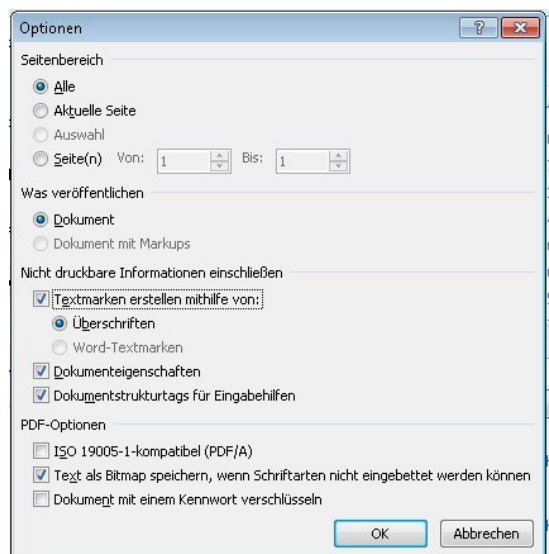 Optionen
Seitenbereich
Alle
Aktuelle Seite
Auswahl
Seite(n) Von: 1 Bis: 1
Was veröffentlichen
Dokument
Dokument mit Markups
Nicht druckbare Informationen einschließen
Textmarken erstellen mithilfe von:
Überschriften
Word-Textmarken
Dokumenteigenschaften
Dokumentstrukturtags für Eingabehilfen
PDF-Optionen
ISO 19005-1-kompatibel (PDF/A)
Text als Bitmap speichern, wenn Schriftarten nicht eingebettet werden können
Dokument mit einem Kennwort verschlüsseln
OK Abbrechen